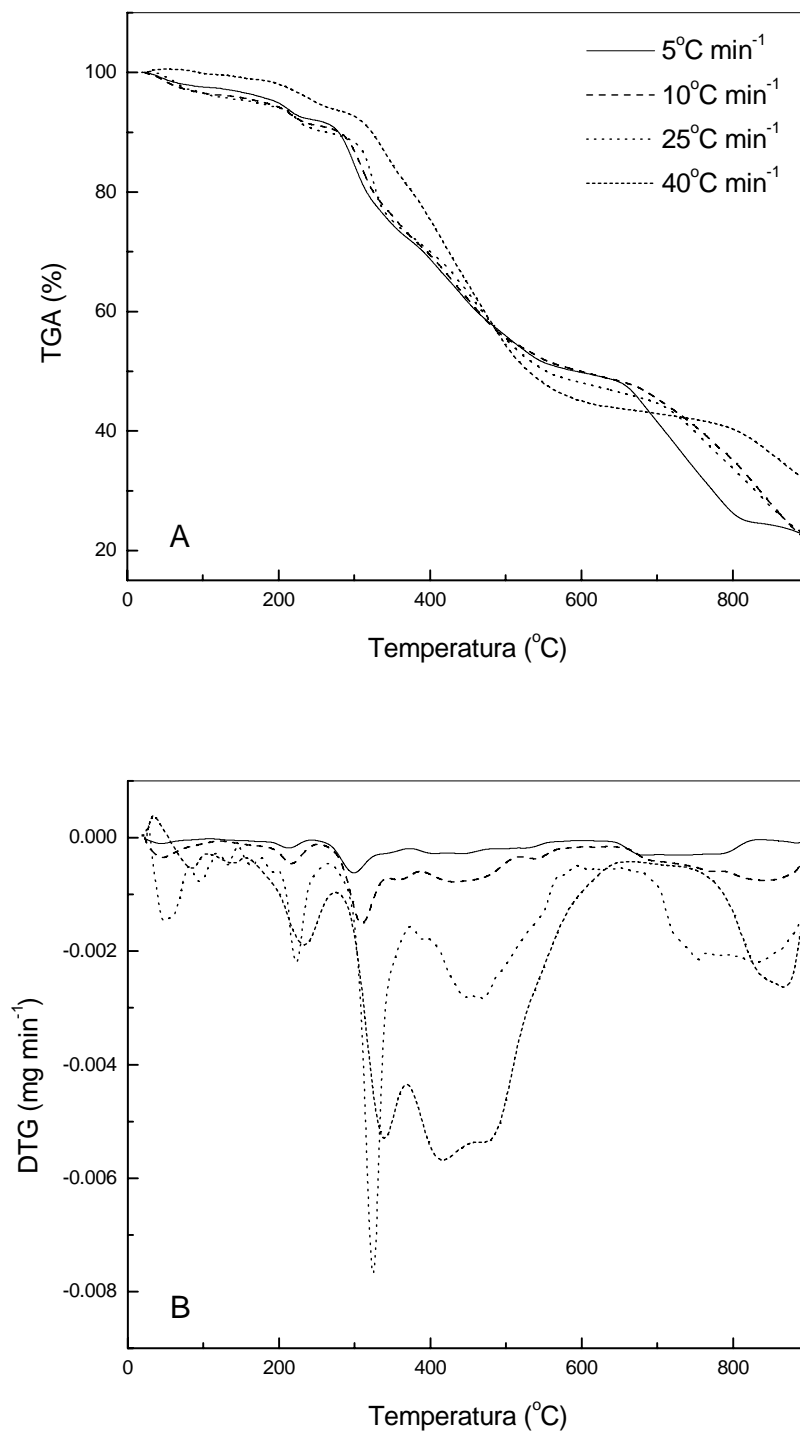 5°C min⁻¹
10°C min⁻¹
25°C min⁻¹
40°C min⁻¹
100
80
60
40
20
TGA (%)
A
0 200 400 600 800
Temperatura (°C)
0.000
-0.002
-0.004
-0.006
-0.008
DTG (mg min⁻¹)
B
0 200 400 600 800
Temperatura (°C)